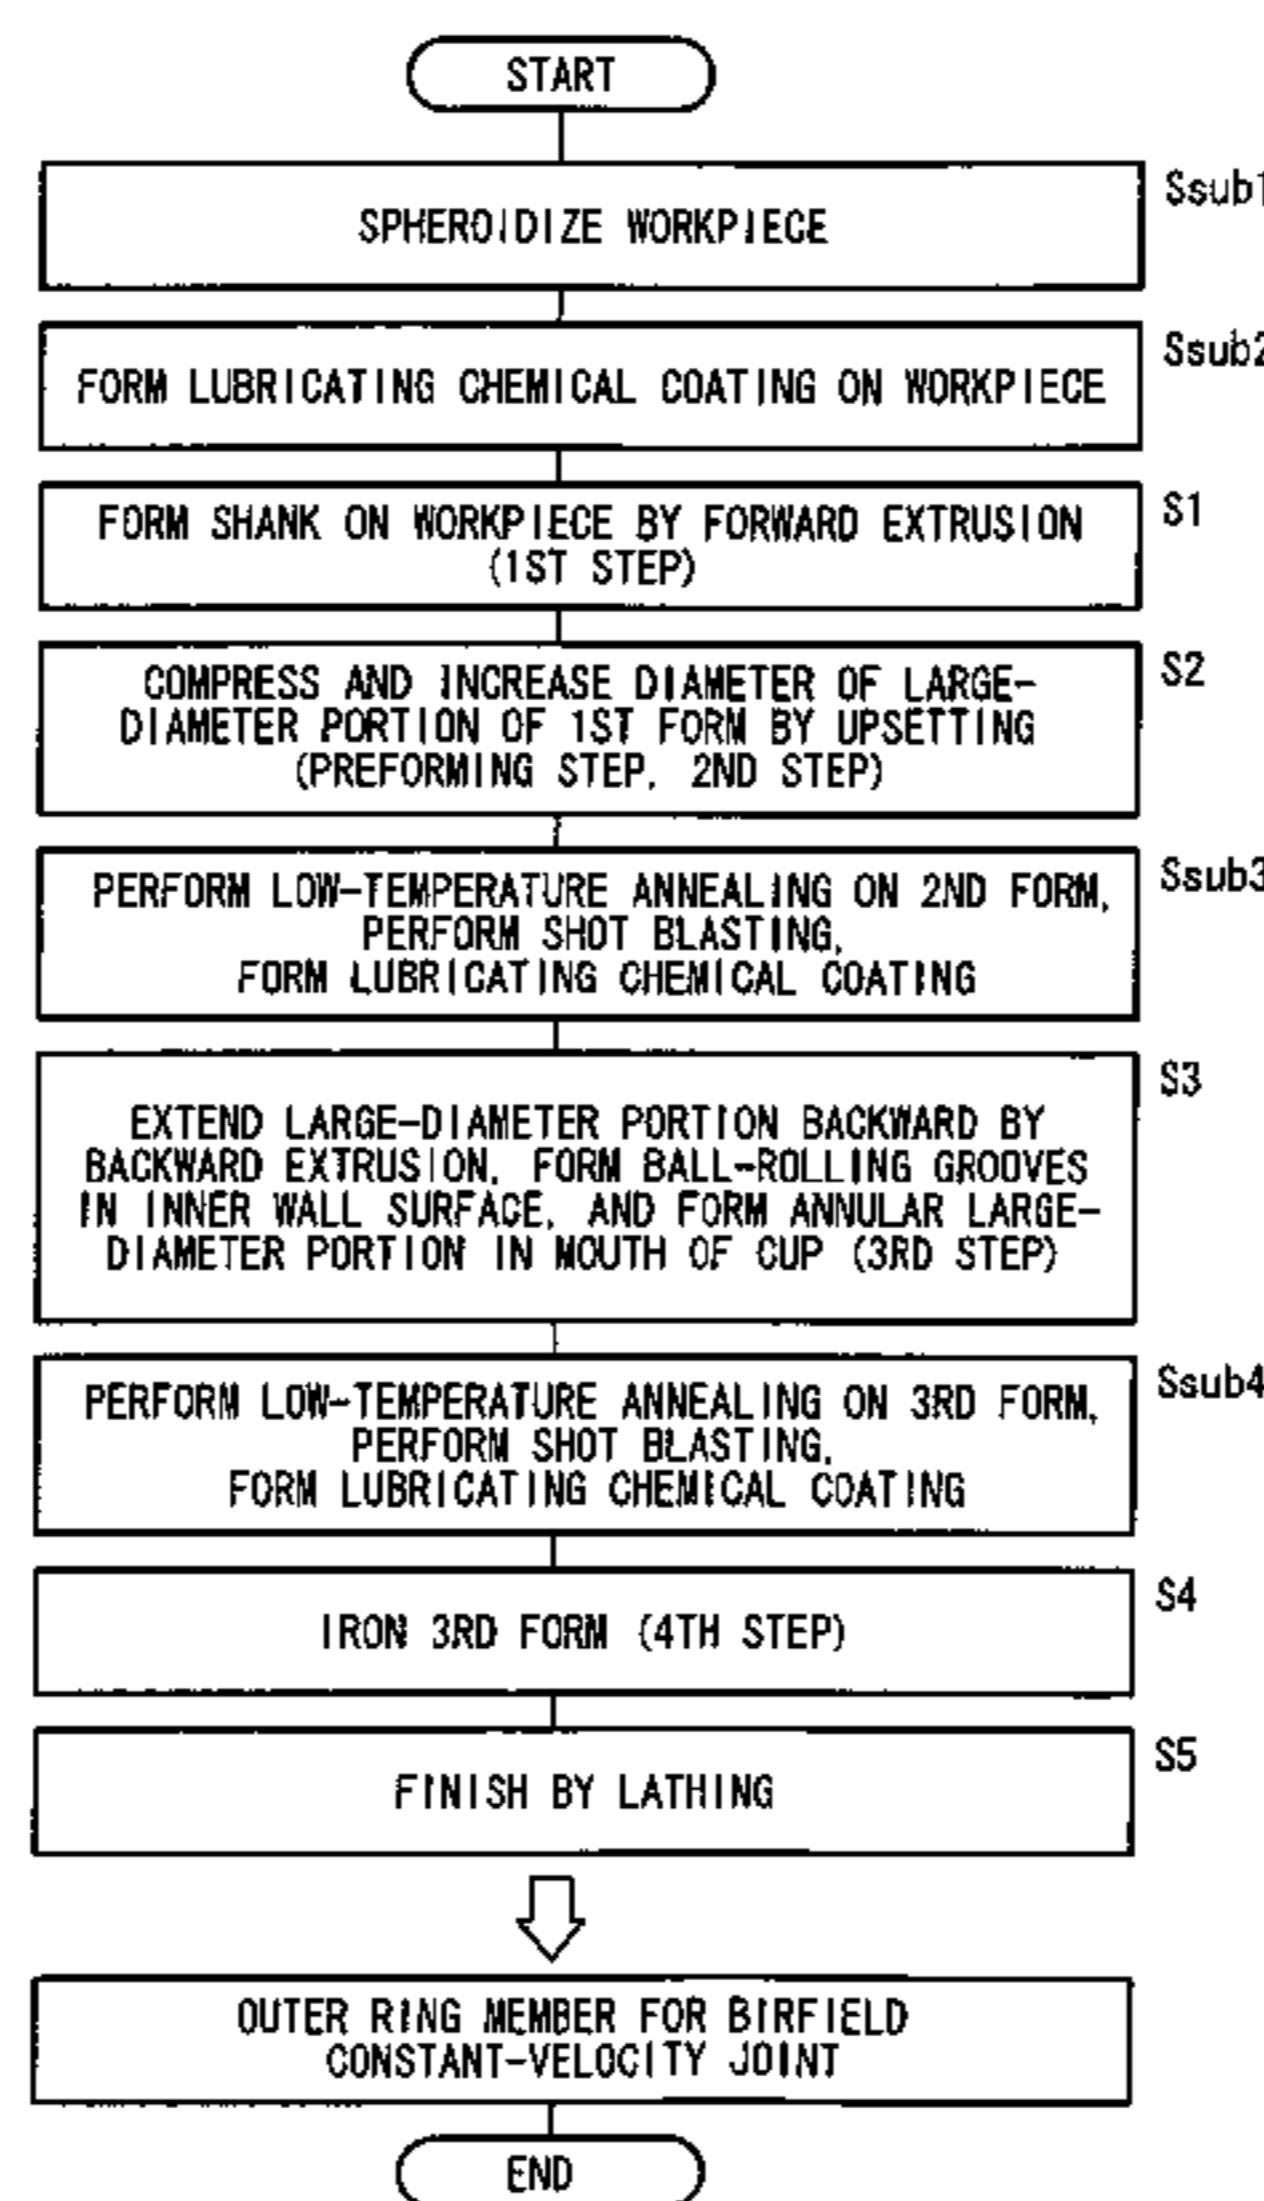 START
SPHEROIDIZE WORKPIECE
Ssub1
FORM LUBRICATING CHEMICAL COATING ON WORKPIECE
Ssub2
FORM SHANK ON WORKPIECE BY FORWARD EXTRUSION
(1ST STEP)
S1
COMPRESS AND INCREASE DIAMETER OF LARGE-
DIAMETER PORTION OF 1ST FORM BY UPSETTING
(PREFORMING STEP, 2ND STEP)
S2
PERFORM LOW-TEMPERATURE ANNEALING ON 2ND FORM,
PERFORM SHOT BLASTING,
FORM LUBRICATING CHEMICAL COATING
Ssub3
EXTEND LARGE-DIAMETER PORTION BACKWARD BY
BACKWARD EXTRUSION, FORM BALL-ROLLING GROOVES
IN INNER WALL SURFACE, AND FORM ANNULAR LARGE-
DIAMETER PORTION IN MOUTH OF CUP (3RD STEP)
S3
PERFORM LOW-TEMPERATURE ANNEALING ON 3RD FORM,
PERFORM SHOT BLASTING,
FORM LUBRICATING CHEMICAL COATING
Ssub4
IRON 3RD FORM (4TH STEP)
S4
FINISH BY LATHING
S5
OUTER RING MEMBER FOR BIRFIELD
CONSTANT-VELOCITY JOINT
END